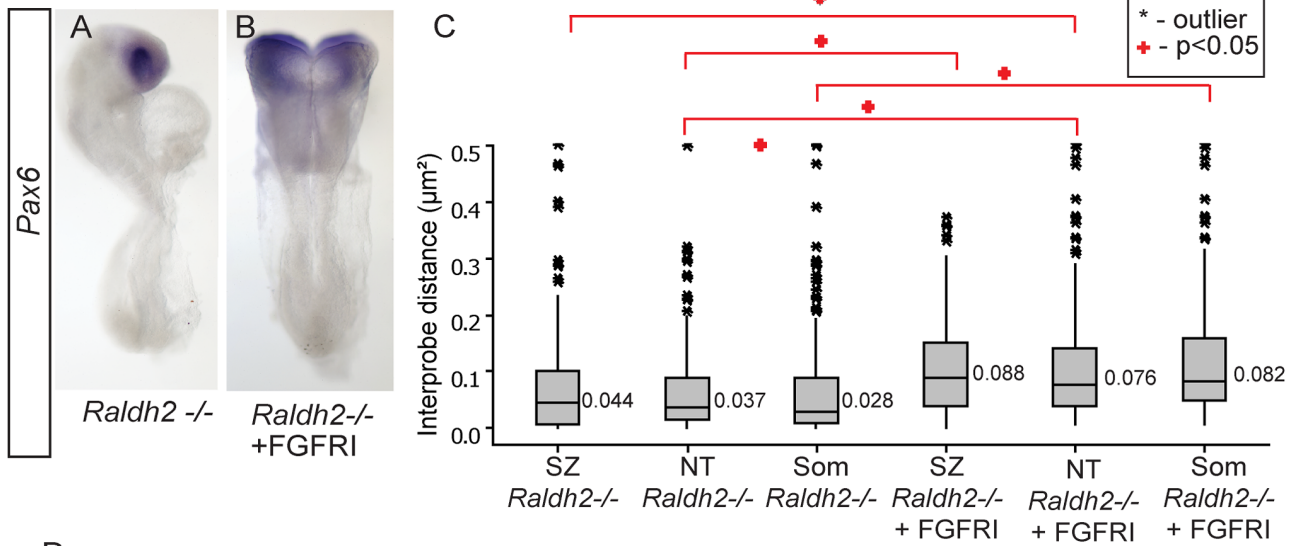 Pax6
A
B
Raldh2 -/-
Raldh2-/-
+FGFRI
C
* - outlier
+ - p<0.05
Interprobe distance (µm²)
0.5
0.4
0.3
0.2
0.1
0.0
0.044
0.037
0.028
0.088
0.076
0.082
SZ
Raldh2-/-
NT
Raldh2-/-
Som
Raldh2-/-
SZ
Raldh2-/-
+ FGFRI
NT
Raldh2-/-
+ FGFRI
Som
Raldh2-/-
+ FGFRI